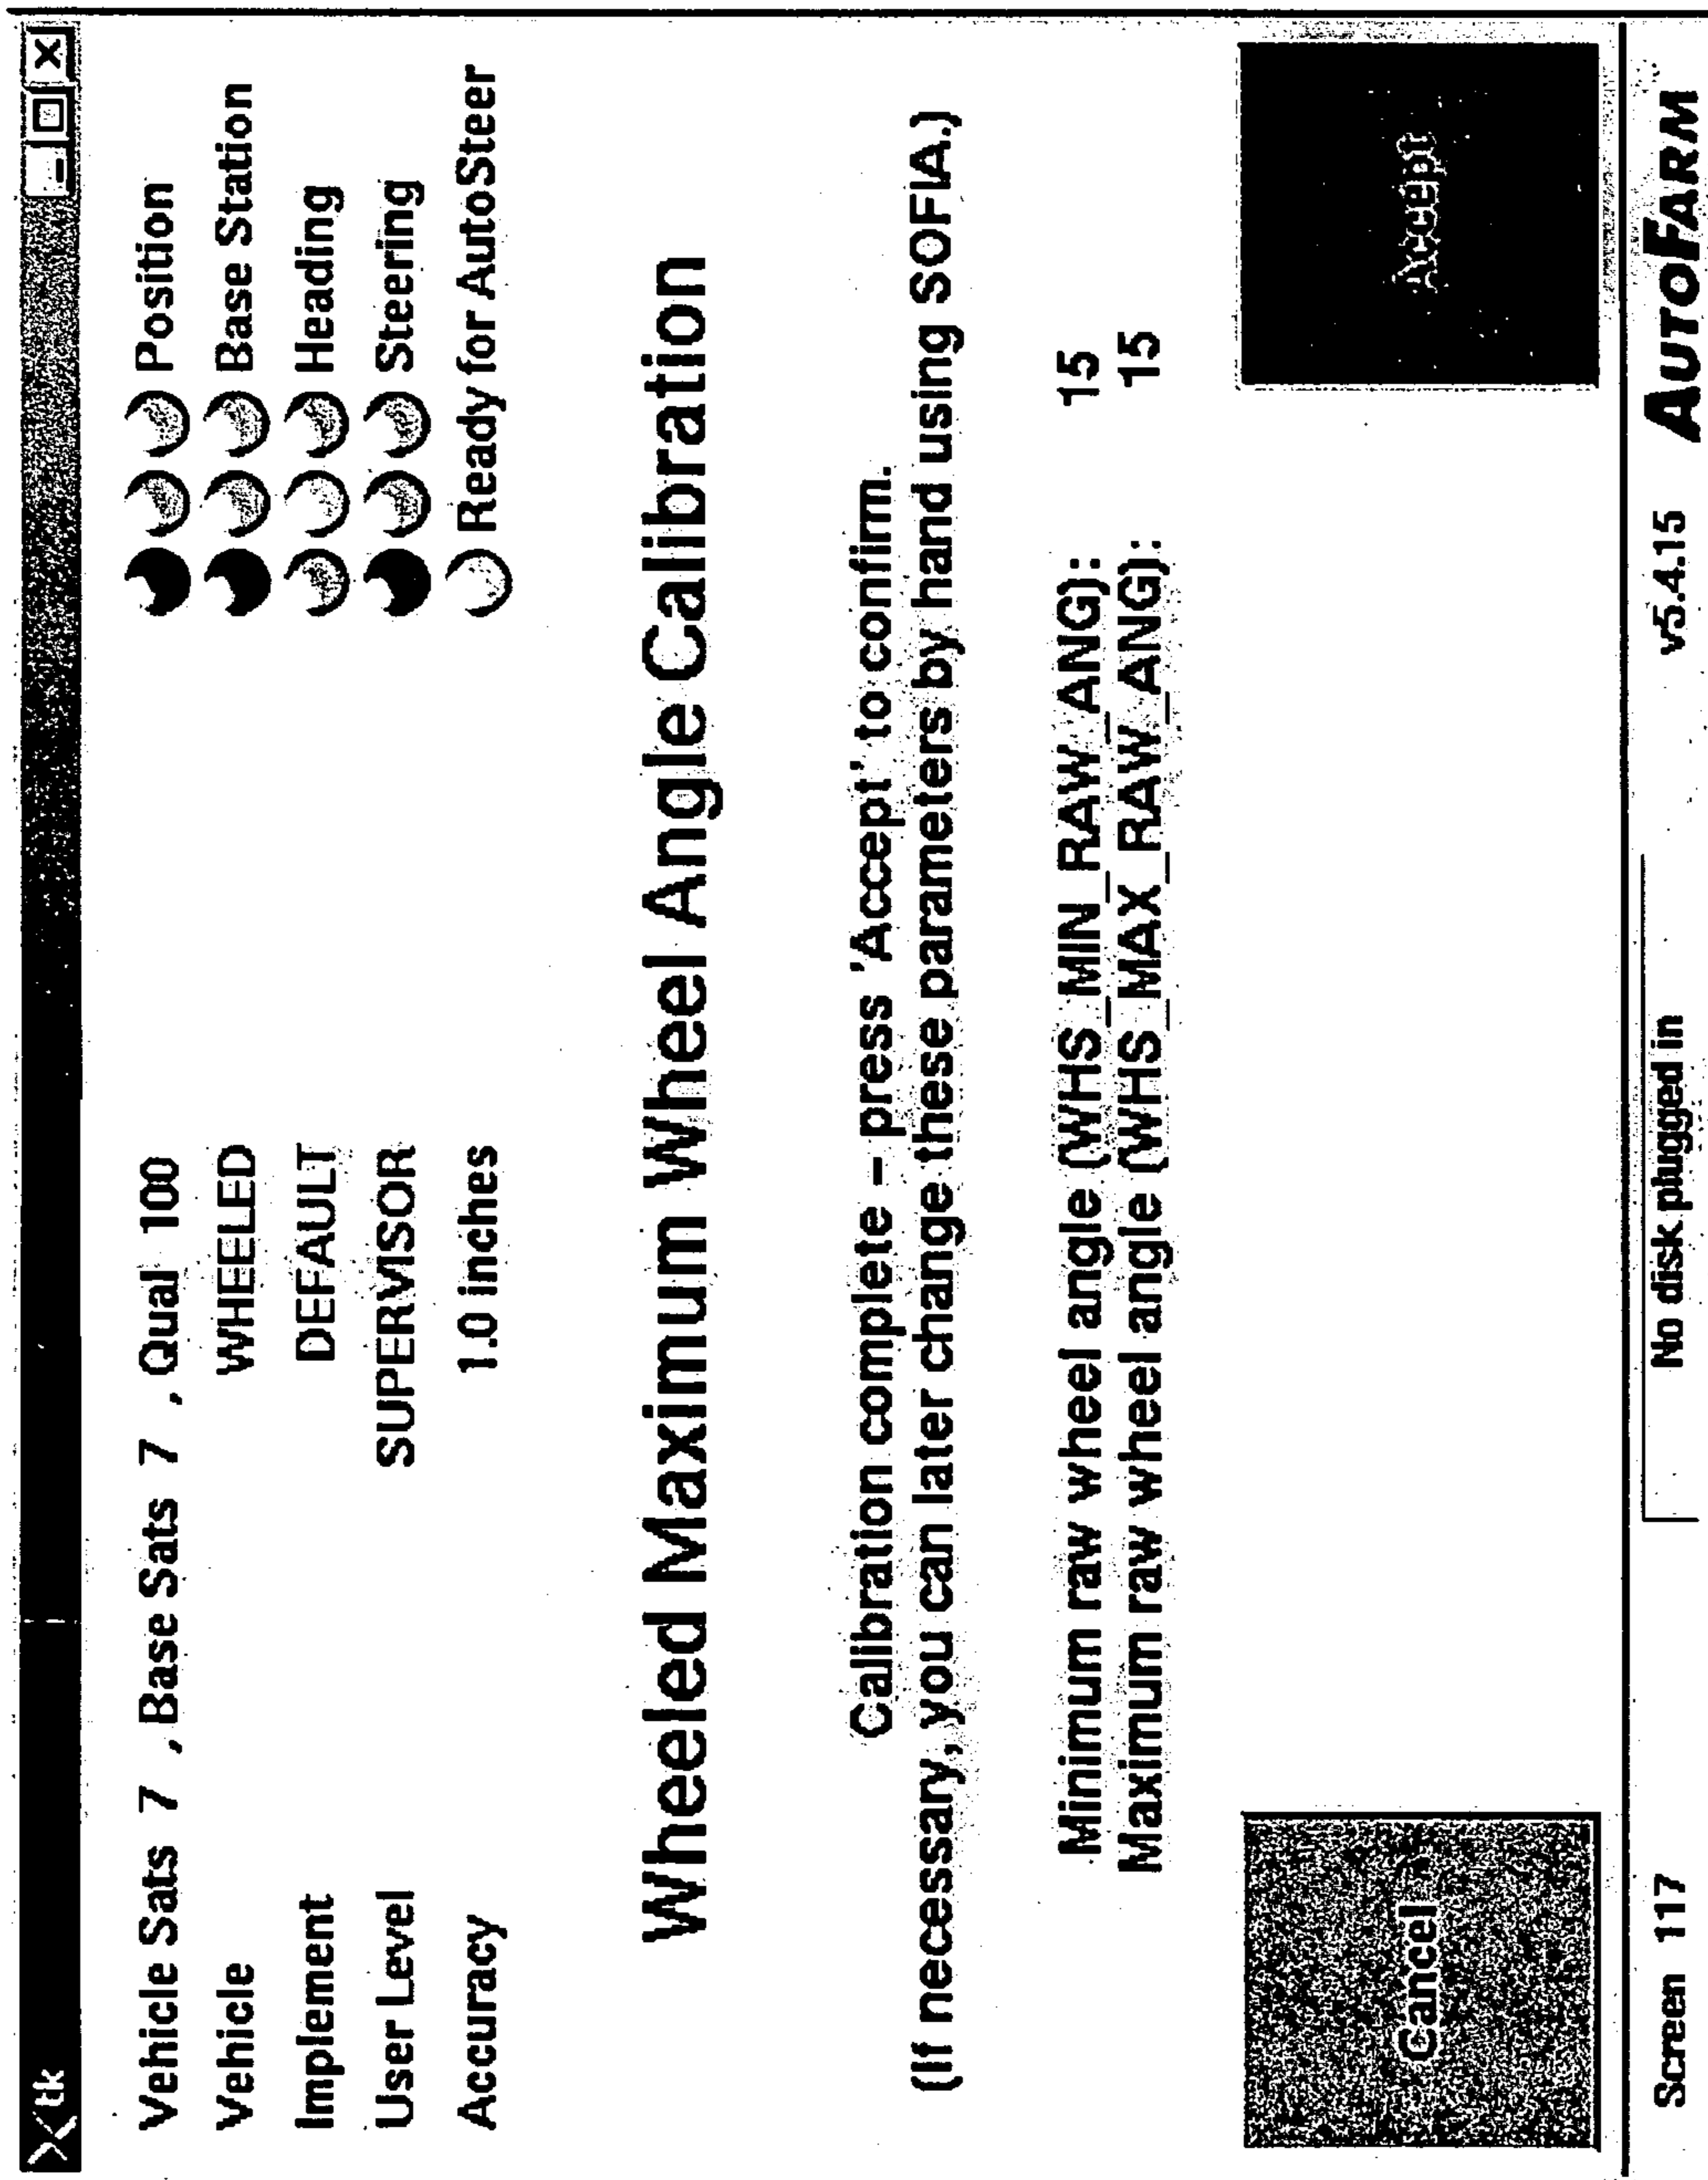 tk
Vehicle Sats 7 , Base Sats 7 , Qual 100 Position
Vehicle WHEELED Base Station
Implement DEFAULT Heading
User Level SUPERVISOR Steering
Accuracy 1.0 inches Ready for AutoSteer
Wheeled Maximum Wheel Angle Calibration
Calibration complete - press 'Accept' to confirm.
(If necessary, you can later change these parameters by hand using SOFIA.)
Minimum raw wheel angle (WHS_MIN_RAW_ANG): 15
Maximum raw wheel angle (WHS_MAX_RAW_ANG): 15
Cancel Accept
Screen 117 No disk plugged in v5.4.15 AUTOFARM